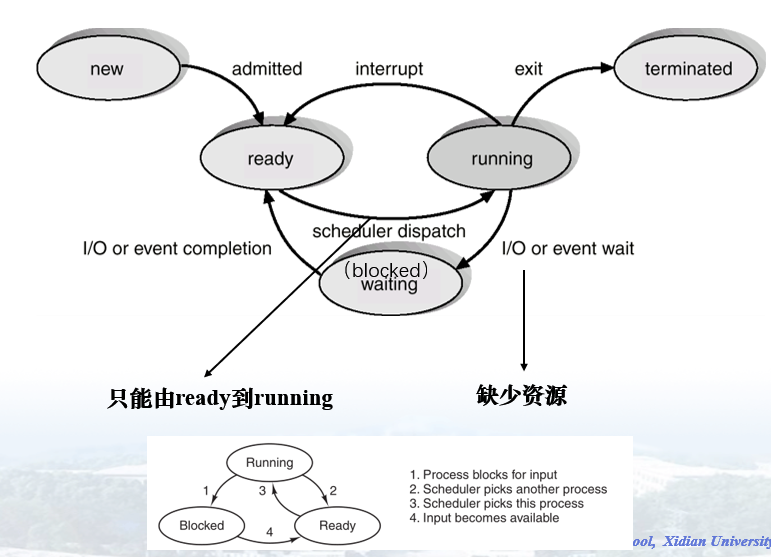 new
admitted
interrupt
exit
terminated
ready
running
scheduler dispatch
I/O or event completion
I/O or event wait
（blocked）
waiting
只能由ready到running
缺少资源
Running
1
3
2
Blocked
Ready
4
1. Process blocks for input
2. Scheduler picks another process
3. Scheduler picks this process
4. Input becomes available
ool, Xidian University